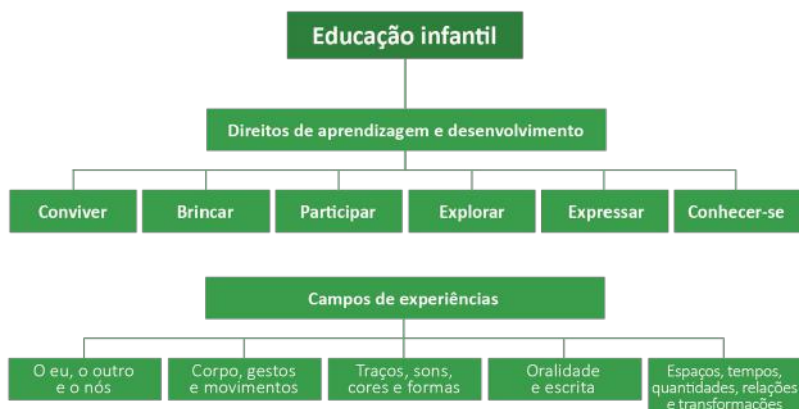 Educação infantil
Direitos de aprendizagem e desenvolvimento
Conviver
Brincar
Participar
Explorar
Expressar
Conhecer-se
Campos de experiências
O eu, o outro
e o nós
Corpo, gestos
e movimentos
Traços, sons,
cores e formas
Oralidade
e escrita
Espaços, tempos,
quantidades, relações
e transformações